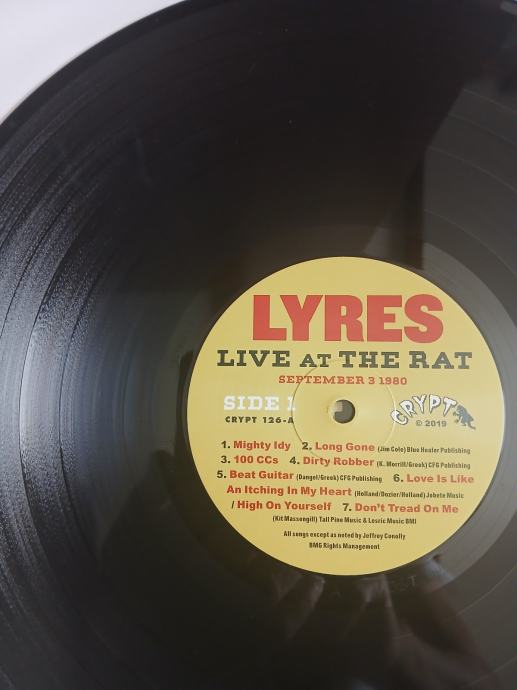 LYRES
LIVE AT THE RAT
SEPTEMBER 3 1980
SIDE 1
CRYPT 126-A
CRYPT
© 2019
1. Mighty Idy 2. Long Gone (Jim Cole) Blue Healer Publishing
3. 100 CCs 4. Dirty Robber (K. Morrill/Greek) CFG Publishing
5. Beat Guitar (Dangel/Greek) CFG Publishing 6. Love Is Like
An Itching In My Heart (Holland/Dozier/Holland) Jobete Music
/ High On Yourself 7. Don't Tread On Me
(Kit Massengill) Tall Pine Music & Lesric Music BMI
All songs except as noted by Jeffrey Conolly
BMG Rights Management